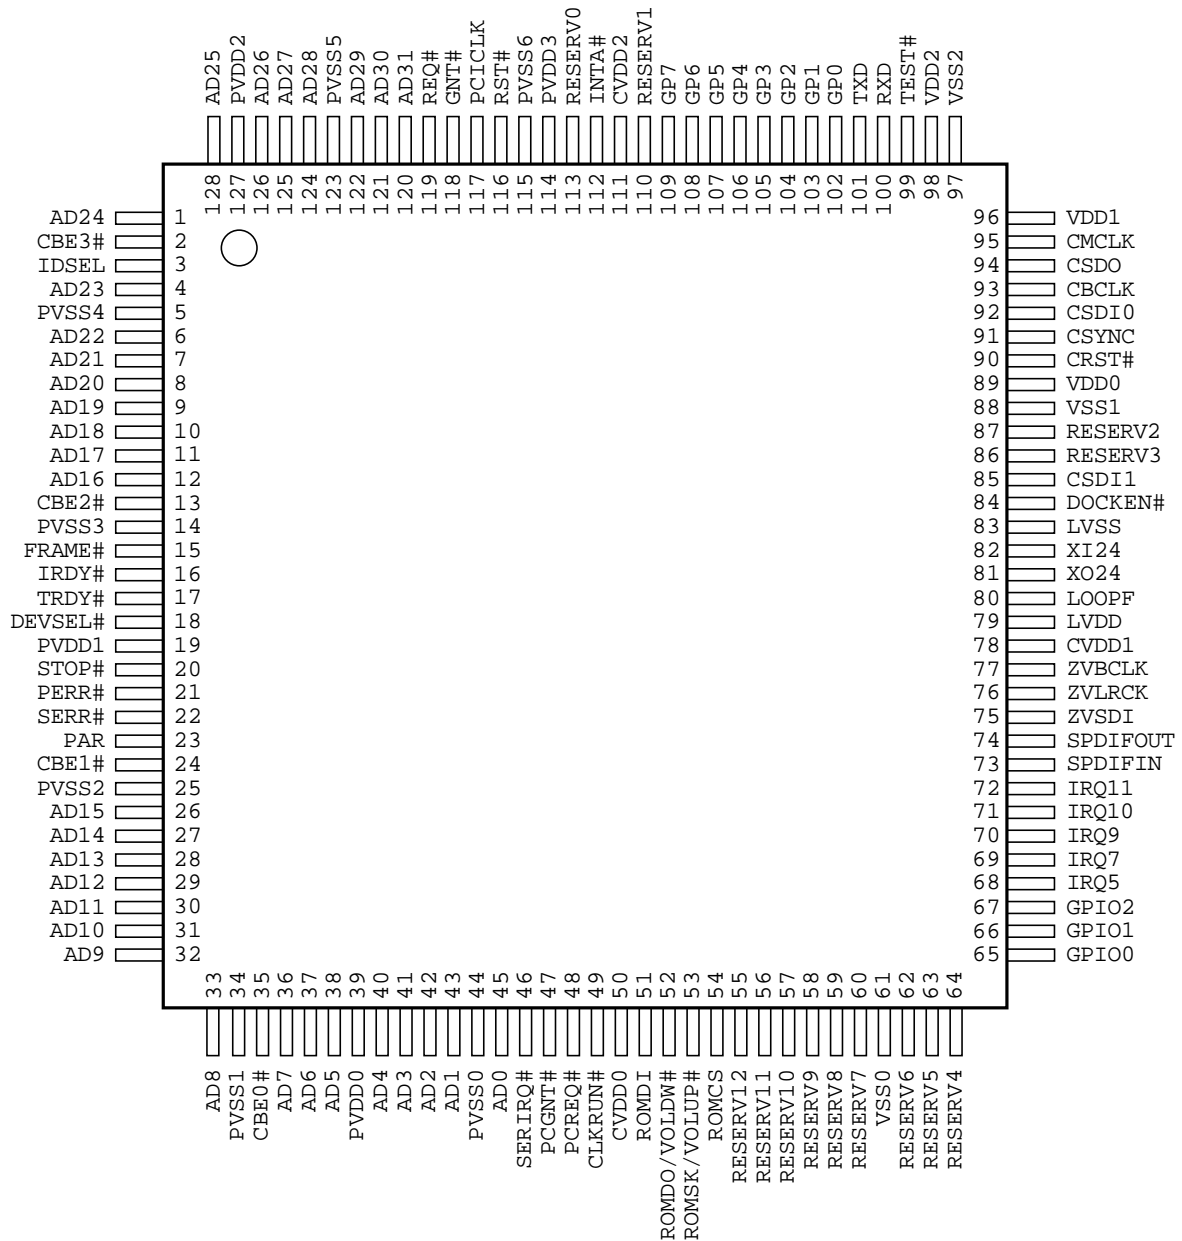 AD25 PVDD2 AD26 AD27 AD28 PVSS5 AD29 AD30 AD31 REQ# GNT# PCICLK RST# PVSS6 PVDD3 RESERV0 INTA# CVDD2 RESERV1 GP7 GP6 GP5 GP4 GP3 GP2 GP1 GP0 TXD RXD TEST# VDD2 VSS2
128 127 126 125 124 123 122 121 120 119 118 117 116 115 114 113 112 111 110 109 108 107 106 105 104 103 102 101 100 99 98 97
AD24 1 96 VDD1
CBE3# 2 95 CMCLK
IDSEL 3 94 CSDO
AD23 4 93 CBCLK
PVSS4 5 92 CSDI0
AD22 6 91 CSYNC
AD21 7 90 CRST#
AD20 8 89 VDD0
AD19 9 88 VSS1
AD18 10 87 RESERV2
AD17 11 86 RESERV3
AD16 12 85 CSDI1
CBE2# 13 84 DOCKEN#
PVSS3 14 83 LVSS
FRAME# 15 82 XI24
IRDY# 16 81 XO24
TRDY# 17 80 LOOPF
DEVSEL# 18 79 LVDD
PVDD1 19 78 CVDD1
STOP# 20 77 ZVBCLK
PERR# 21 76 ZVLRCK
SERR# 22 75 ZVSDI
PAR 23 74 SPDIFOUT
CBE1# 24 73 SPDIFIN
PVSS2 25 72 IRQ11
AD15 26 71 IRQ10
AD14 27 70 IRQ9
AD13 28 69 IRQ7
AD12 29 68 IRQ5
AD11 30 67 GPIO2
AD10 31 66 GPIO1
AD9 32 65 GPIO0
33 34 35 36 37 38 39 40 41 42 43 44 45 46 47 48 49 50 51 52 53 54 55 56 57 58 59 60 61 62 63 64
AD8 PVSS1 CBE0# AD7 AD6 AD5 PVDD0 AD4 AD3 AD2 AD1 PVSS0 AD0 SERIRQ# PCGNT# PCREQ# CLKRUN# CVDD0 ROMDI ROMDO/VOLDW# ROMSK/VOLUP# ROMCS RESERV12 RESERV11 RESERV10 RESERV9 RESERV8 RESERV7 VSS0 RESERV6 RESERV5 RESERV4